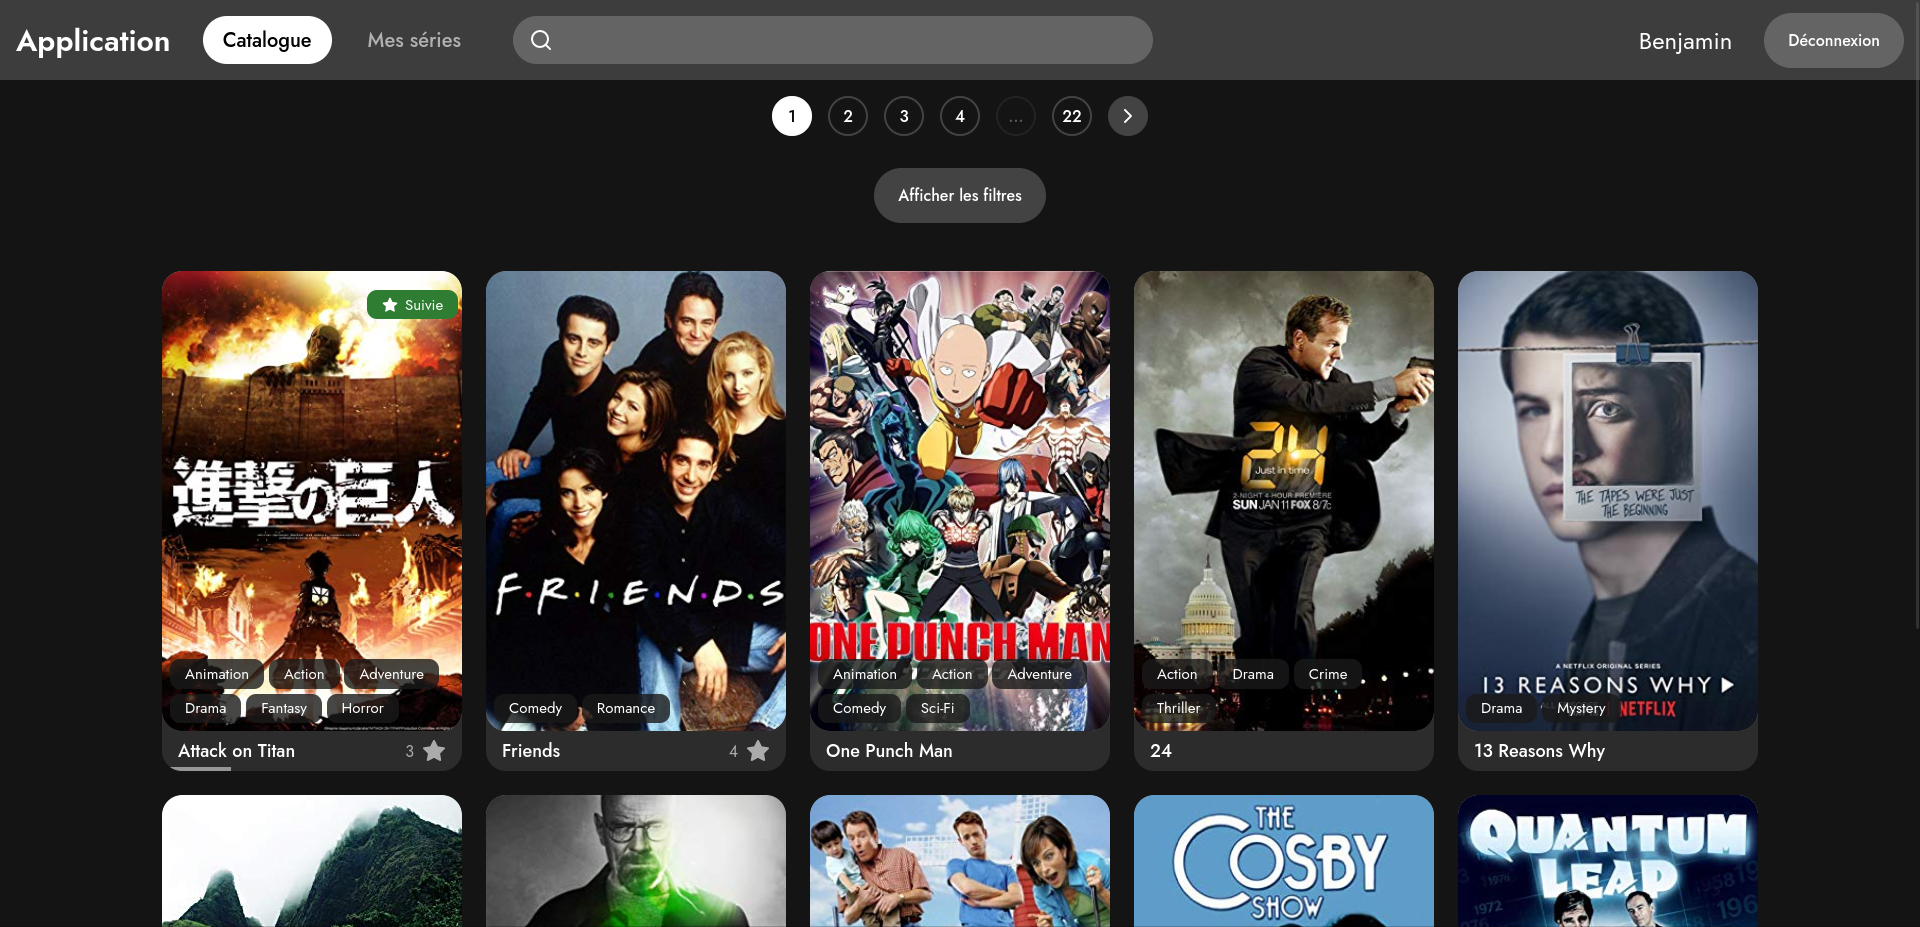 Application
Catalogue
Mes séries
Benjamin
Déconnexion
1
2
3
4
...
22
Afficher les filtres
Suivie
進撃の巨人
Animation
Action
Adventure
Drama
Fantasy
Horror
Attack on Titan
3
F·R·I·E·N·D·S
Comedy
Romance
Friends
4
ONE PUNCH MAN
Animation
Action
Adventure
Comedy
Sci-Fi
One Punch Man
24
Just in time
2-NIGHT 4-HOUR PREMIERE
SUN JAN 11 FOX 8/7c
Action
Drama
Crime
Thriller
24
THE TAPES WERE JUST
THE BEGINNING
A NETFLIX ORIGINAL SERIES
13 REASONS WHY
NETFLIX
Drama
Mystery
13 Reasons Why
THE
COSBY
SHOW
QUANTUM
LEAP
1976
1972